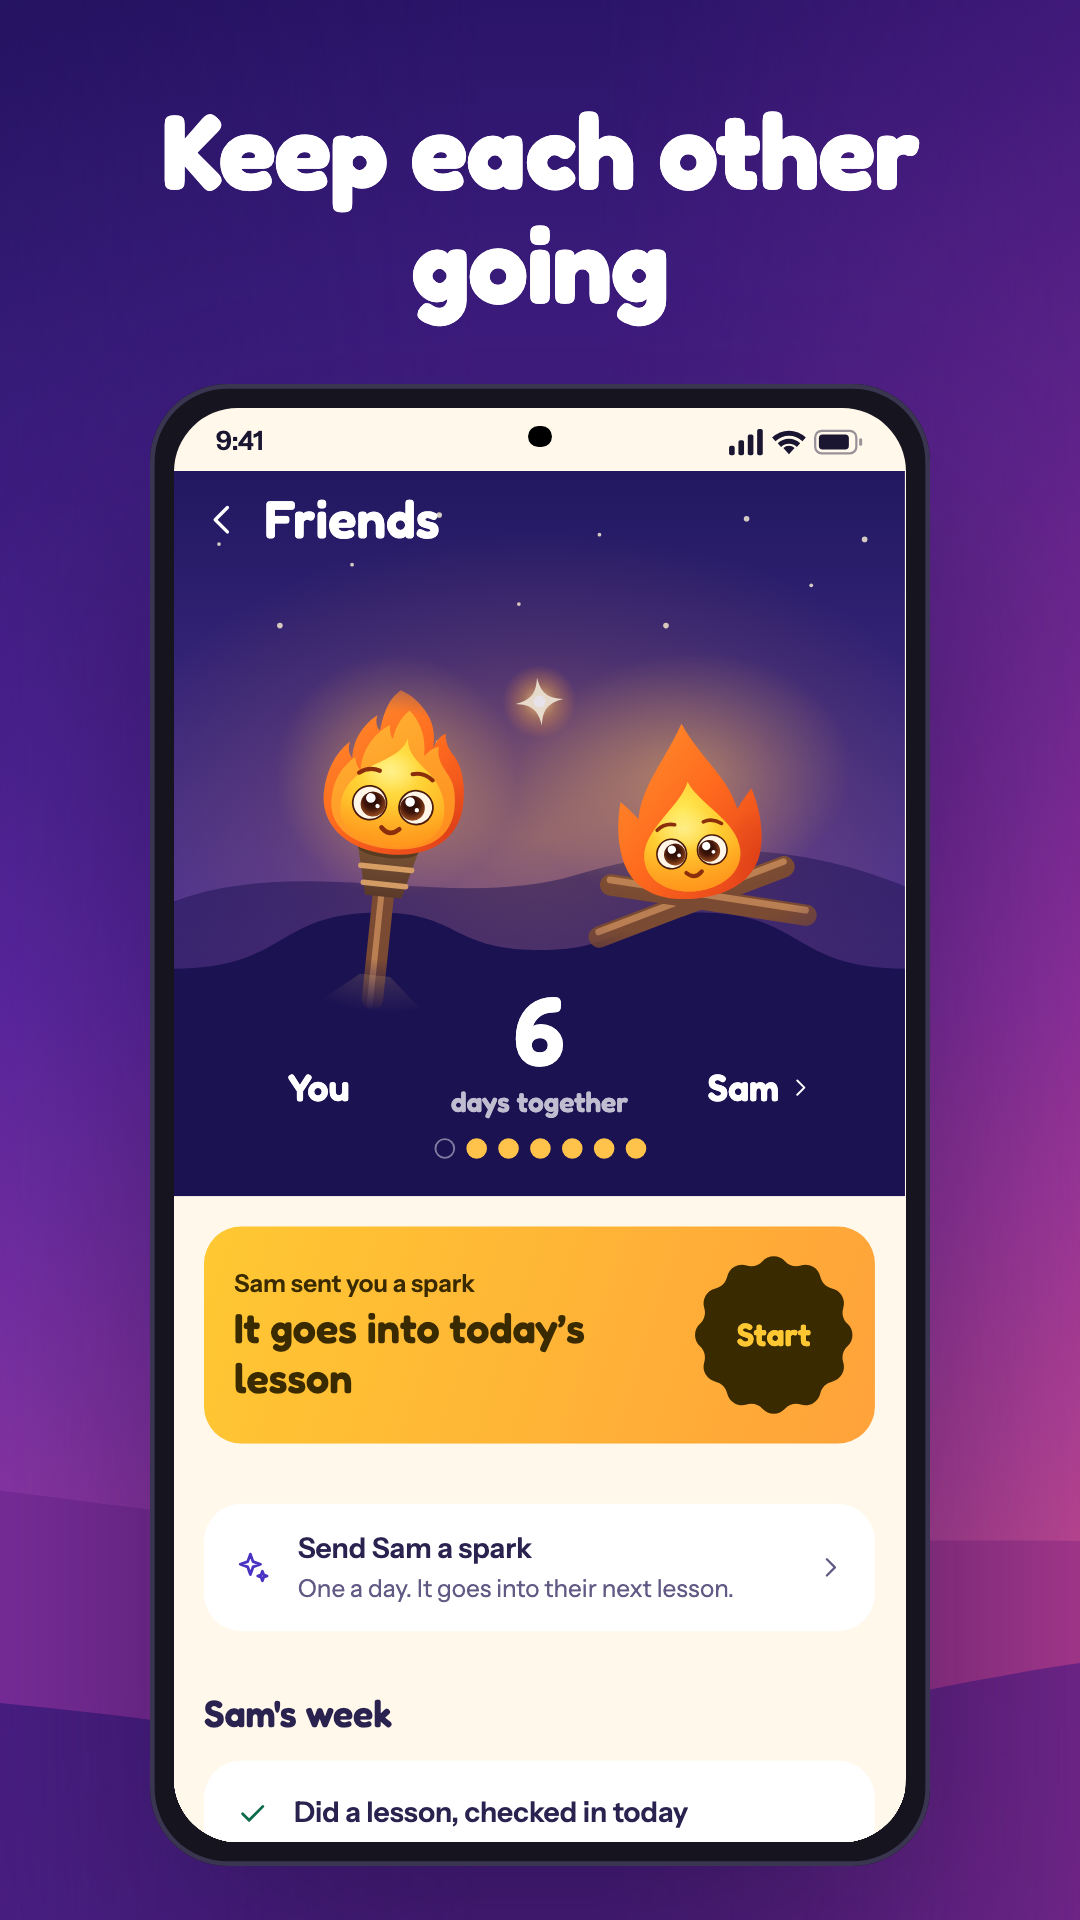 Keep each other
going
9:41
Friends
6
You
days together
Sam
Sam sent you a spark
It goes into today’s
lesson
Start
Send Sam a spark
One a day. It goes into their next lesson.
Sam's week
Did a lesson, checked in today